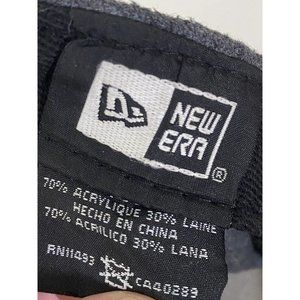 NEW
ERA
®
70% ACRYLIQUE 30% LAINE
HECHO EN CHINA
70% ACRILICO 30% LANA
RN11493 CA40289